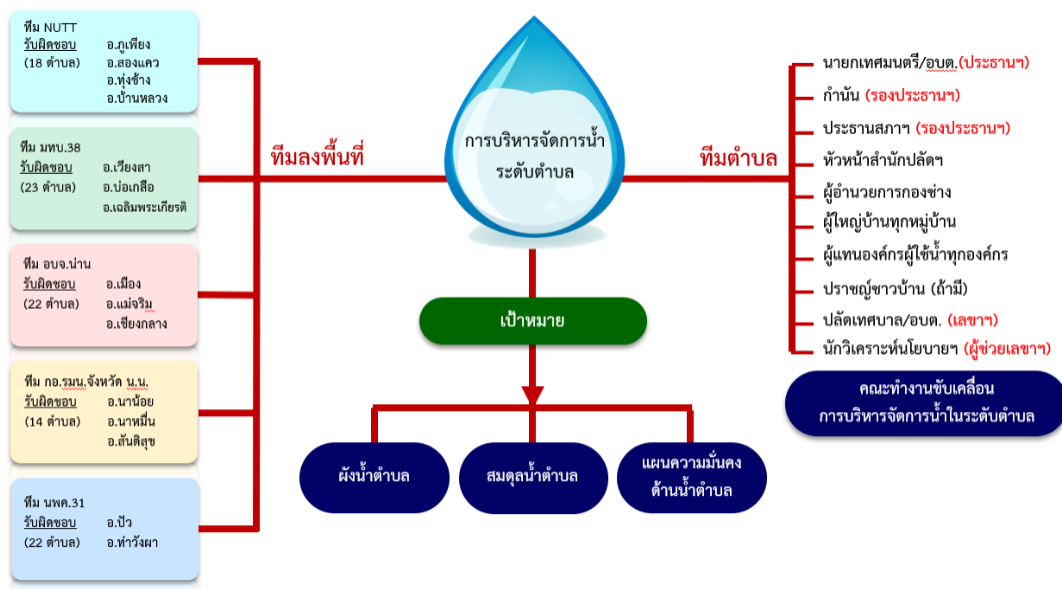 ทีม NUTT
รับผิดชอบ อ.ภูเพียง
(18 ตำบล) อ.สองแคว
อ.ทุ่งช้าง
อ.บ้านหลวง
ทีม มทบ.38
รับผิดชอบ อ.เวียงสา
(23 ตำบล) อ.บ่อเกลือ
อ.เฉลิมพระเกียรติ
ทีม อบจ.น่าน
รับผิดชอบ อ.เมือง
(22 ตำบล) อ.แม่จริม
อ.เชียงกลาง
ทีม กอ.รมน.จังหวัด น.น.
รับผิดชอบ อ.นาน้อย
(14 ตำบล) อ.นาหมื่น
อ.สันติสุข
ทีม นพค.31
รับผิดชอบ อ.ปัว
(22 ตำบล) อ.ท่าวังผา
ทีมลงพื้นที่
การบริหารจัดการน้ำ
ระดับตำบล
ทีมตำบล
นายกเทศมนตรี/อบต.(ประธานฯ)
กำนัน (รองประธานฯ)
ประธานสภาฯ (รองประธานฯ)
หัวหน้าสำนักปลัดฯ
ผู้อำนวยการกองช่าง
ผู้ใหญ่บ้านทุกหมู่บ้าน
ผู้แทนองค์กรผู้ใช้น้ำทุกองค์กร
ปราชญ์ชาวบ้าน (ถ้ามี)
ปลัดเทศบาล/อบต. (เลขาฯ)
นักวิเคราะห์นโยบายฯ (ผู้ช่วยเลขาฯ)
คณะทำงานขับเคลื่อน
การบริหารจัดการน้ำในระดับตำบล
เป้าหมาย
ผังน้ำตำบล
สมดุลน้ำตำบล
แผนความมั่นคง
ด้านน้ำตำบล